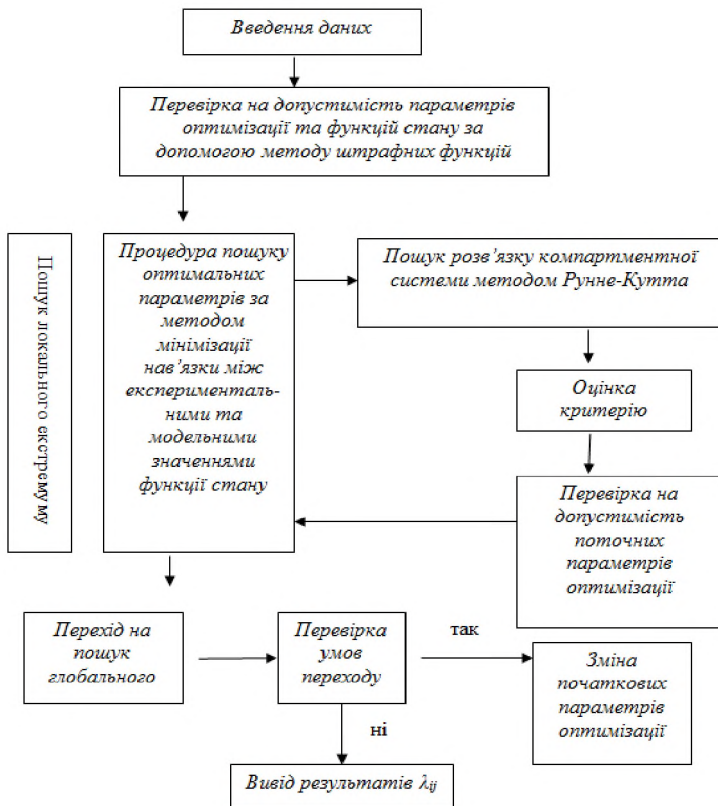 Введення даних
Перевірка на допустимість параметрів
оптимізації та функцій стану за
допомогою методу штрафних функцій
Пошук локального екстремуму
Процедура пошуку
оптимальних
параметрів за
методом
мінімізації
нав’язки між
експерименталь-
ними та
модельними
значеннями
функції стану
Пошук розв’язку компартментної
системи методом Рунне-Кутта
Оцінка
критерію
Перевірка на
допустимість
поточних
параметрів
оптимізації
Перехід на
пошук
глобального
Перевірка
умов
переходу
так
Зміна
початкових
параметрів
оптимізації
ні
Вивід результатів λij